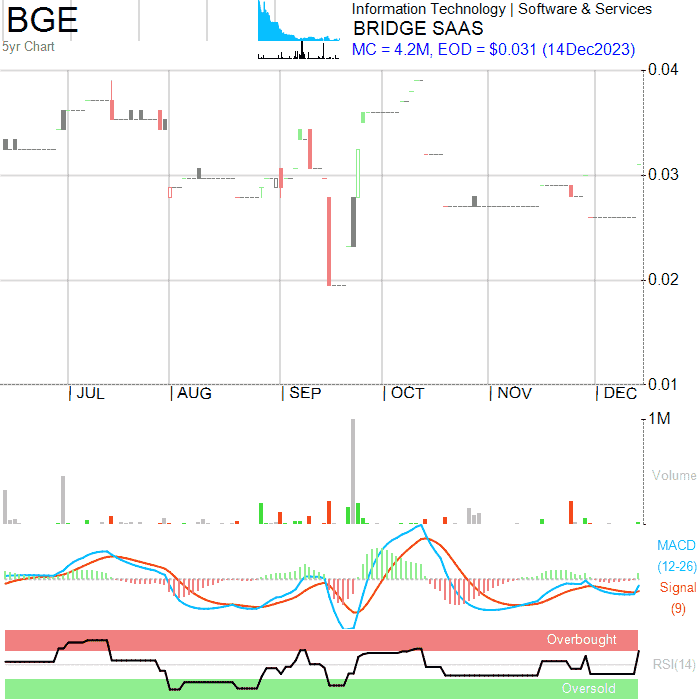 BGE
5yr Chart
Information Technology | Software & Services
BRIDGE SAAS
MC = 4.2M, EOD = $0.031 (14Dec2023)
0.04
0.03
0.02
0.01
| JUL | AUG | SEP | OCT | NOV | DEC
1M
Volume
MACD
(12-26)
Signal
(9)
Overbought
RSI(14)
Oversold